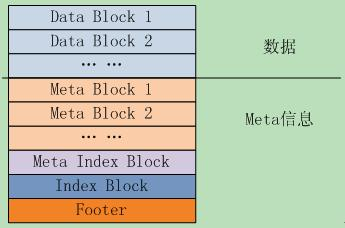 Data Block 1
Data Block 2
… …
数据
Meta Block 1
Meta Block 2
… …
Meta信息
Meta Index Block
Index Block
Footer